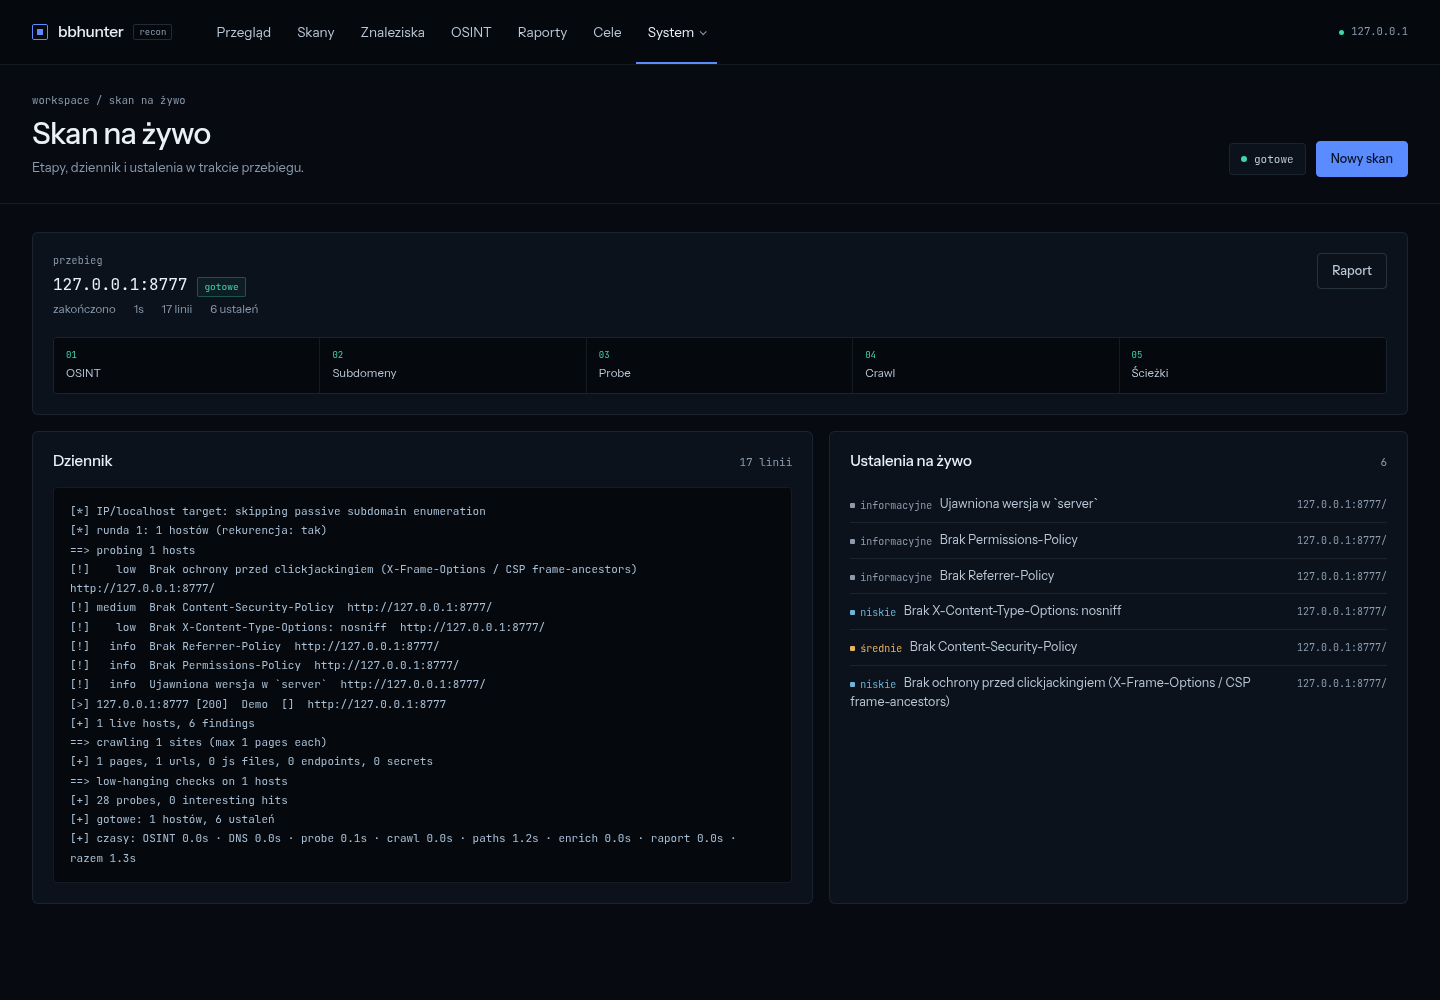 bbhunter recon Przegląd Skany Znaleziska OSINT Raporty Cele System 127.0.0.1
workspace / skan na żywo
Skan na żywo
Etapy, dziennik i ustalenia w trakcie przebiegu.
gotowe Nowy skan
przebieg
127.0.0.1:8777 gotowe
Raport
zakończono 1s 17 linii 6 ustaleń
01 02 03 04 05
OSINT Subdomeny Probe Crawl Ścieżki
Dziennik 17 linii
[*] IP/localhost target: skipping passive subdomain enumeration
[*] runda 1: 1 hostów (rekurencja: tak)
==> probing 1 hosts
[!]    low  Brak ochrony przed clickjackingiem (X-Frame-Options / CSP frame-ancestors)
http://127.0.0.1:8777/
[!] medium  Brak Content-Security-Policy  http://127.0.0.1:8777/
[!]    low  Brak X-Content-Type-Options: nosniff  http://127.0.0.1:8777/
[!]   info  Brak Referrer-Policy  http://127.0.0.1:8777/
[!]   info  Brak Permissions-Policy  http://127.0.0.1:8777/
[!]   info  Ujawniona wersja w `server`  http://127.0.0.1:8777/
[>] 127.0.0.1:8777 [200]  Demo  []  http://127.0.0.1:8777
[+] 1 live hosts, 6 findings
==> crawling 1 sites (max 1 pages each)
[+] 1 pages, 1 urls, 0 js files, 0 endpoints, 0 secrets
==> low-hanging checks on 1 hosts
[+] 28 probes, 0 interesting hits
[+] gotowe: 1 hostów, 6 ustaleń
[+] czasy: OSINT 0.0s · DNS 0.0s · probe 0.1s · crawl 0.0s · paths 1.2s · enrich 0.0s · raport 0.0s ·
razem 1.3s
Ustalenia na żywo 6
informacyjne Ujawniona wersja w `server` 127.0.0.1:8777/
informacyjne Brak Permissions-Policy 127.0.0.1:8777/
informacyjne Brak Referrer-Policy 127.0.0.1:8777/
niskie Brak X-Content-Type-Options: nosniff 127.0.0.1:8777/
średnie Brak Content-Security-Policy 127.0.0.1:8777/
niskie Brak ochrony przed clickjackingiem (X-Frame-Options / CSP 127.0.0.1:8777/
frame-ancestors)